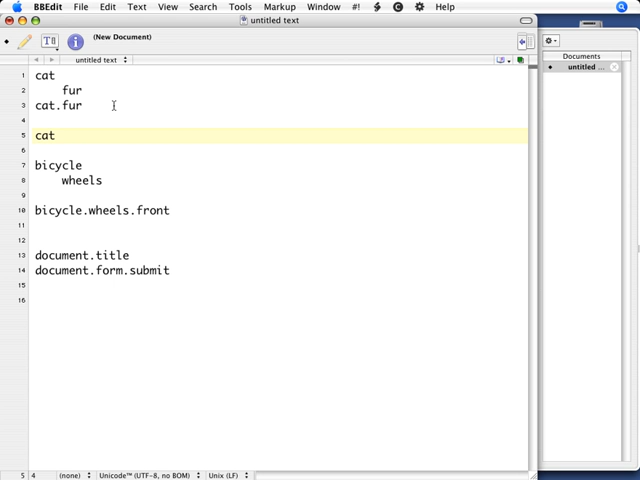 BBEdit File Edit Text View Search Tools Markup Window #! Help
untitled text
(New Document)
untitled text
Documents
untitled ...
1 cat
2 fur
3 cat.fur
4
5 cat
6
7 bicycle
8 wheels
9
10 bicycle.wheels.front
11
12
13 document.title
14 document.form.submit
15
16
5 4 (none) Unicode™ (UTF-8, no BOM) Unix (LF)